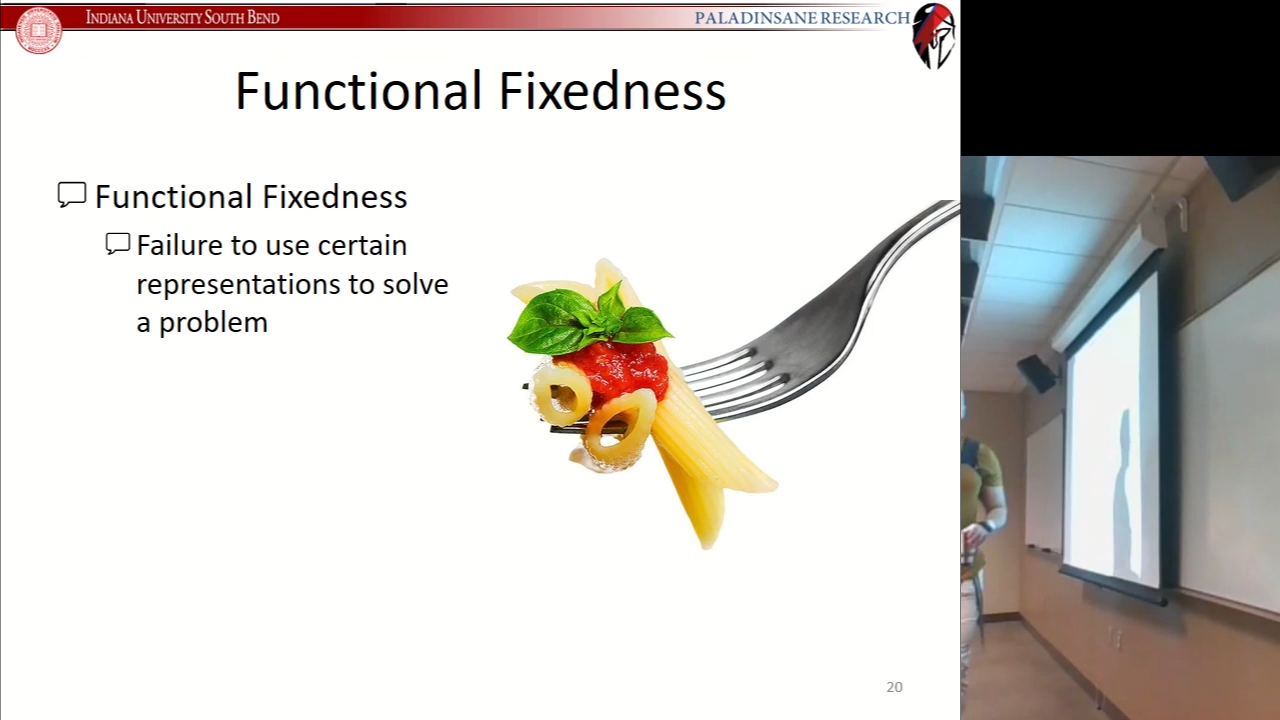 INDIANA UNIVERSITY SOUTH BEND
PALADINSANE RESEARCH
Functional Fixedness
Functional Fixedness
Failure to use certain
representations to solve
a problem
20